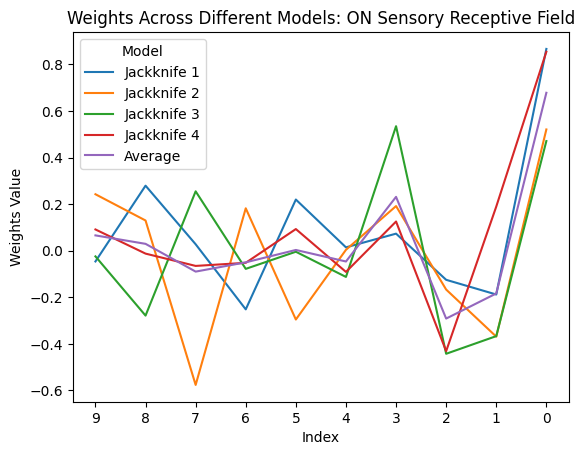 Weights Across Different Models: ON Sensory Receptive Field
Model
Jackknife 1
Jackknife 2
Jackknife 3
Jackknife 4
Average
Weights Value
0.8
0.6
0.4
0.2
0.0
−0.2
−0.4
−0.6
9 8 7 6 5 4 3 2 1 0
Index